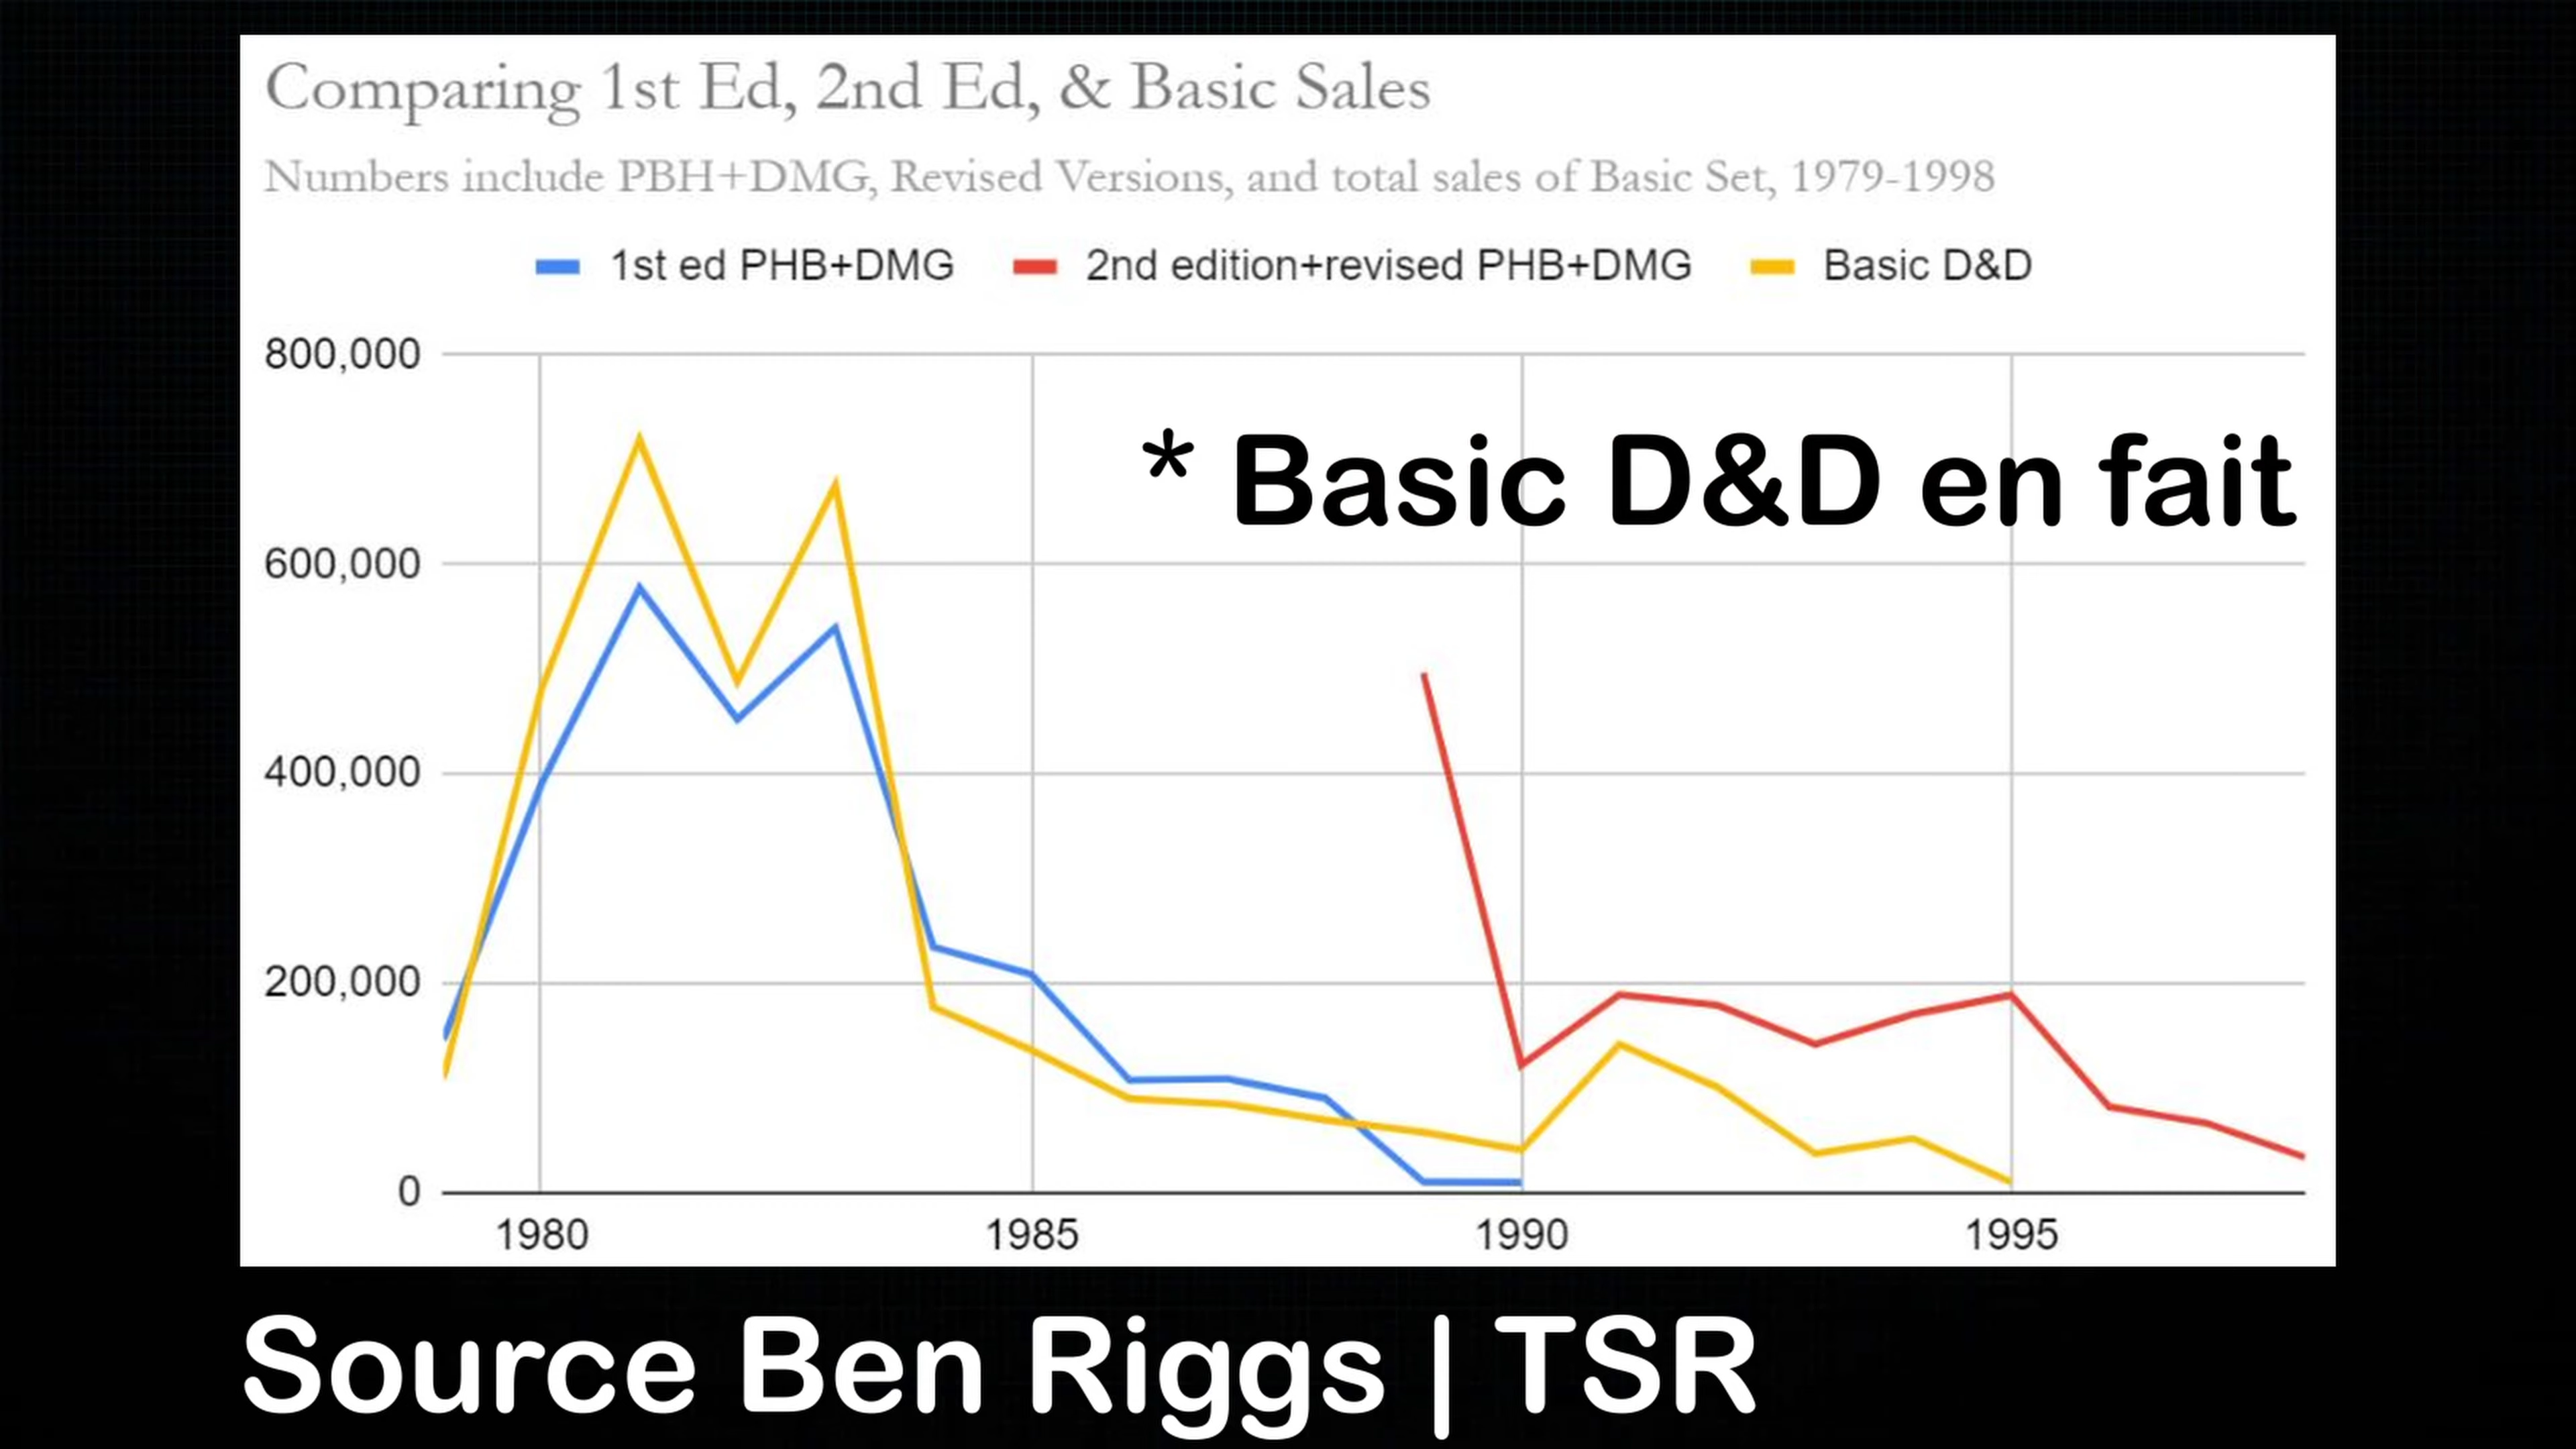 Comparing 1st Ed, 2nd Ed, & Basic Sales
Numbers include PBH+DMG, Revised Versions, and total sales of Basic Set, 1979-1998
1st ed PHB+DMG 2nd edition+revised PHB+DMG Basic D&D
800,000
* Basic D&D en fait
600,000
400,000
200,000
0
1980 1985 1990 1995
Source Ben Riggs | TSR